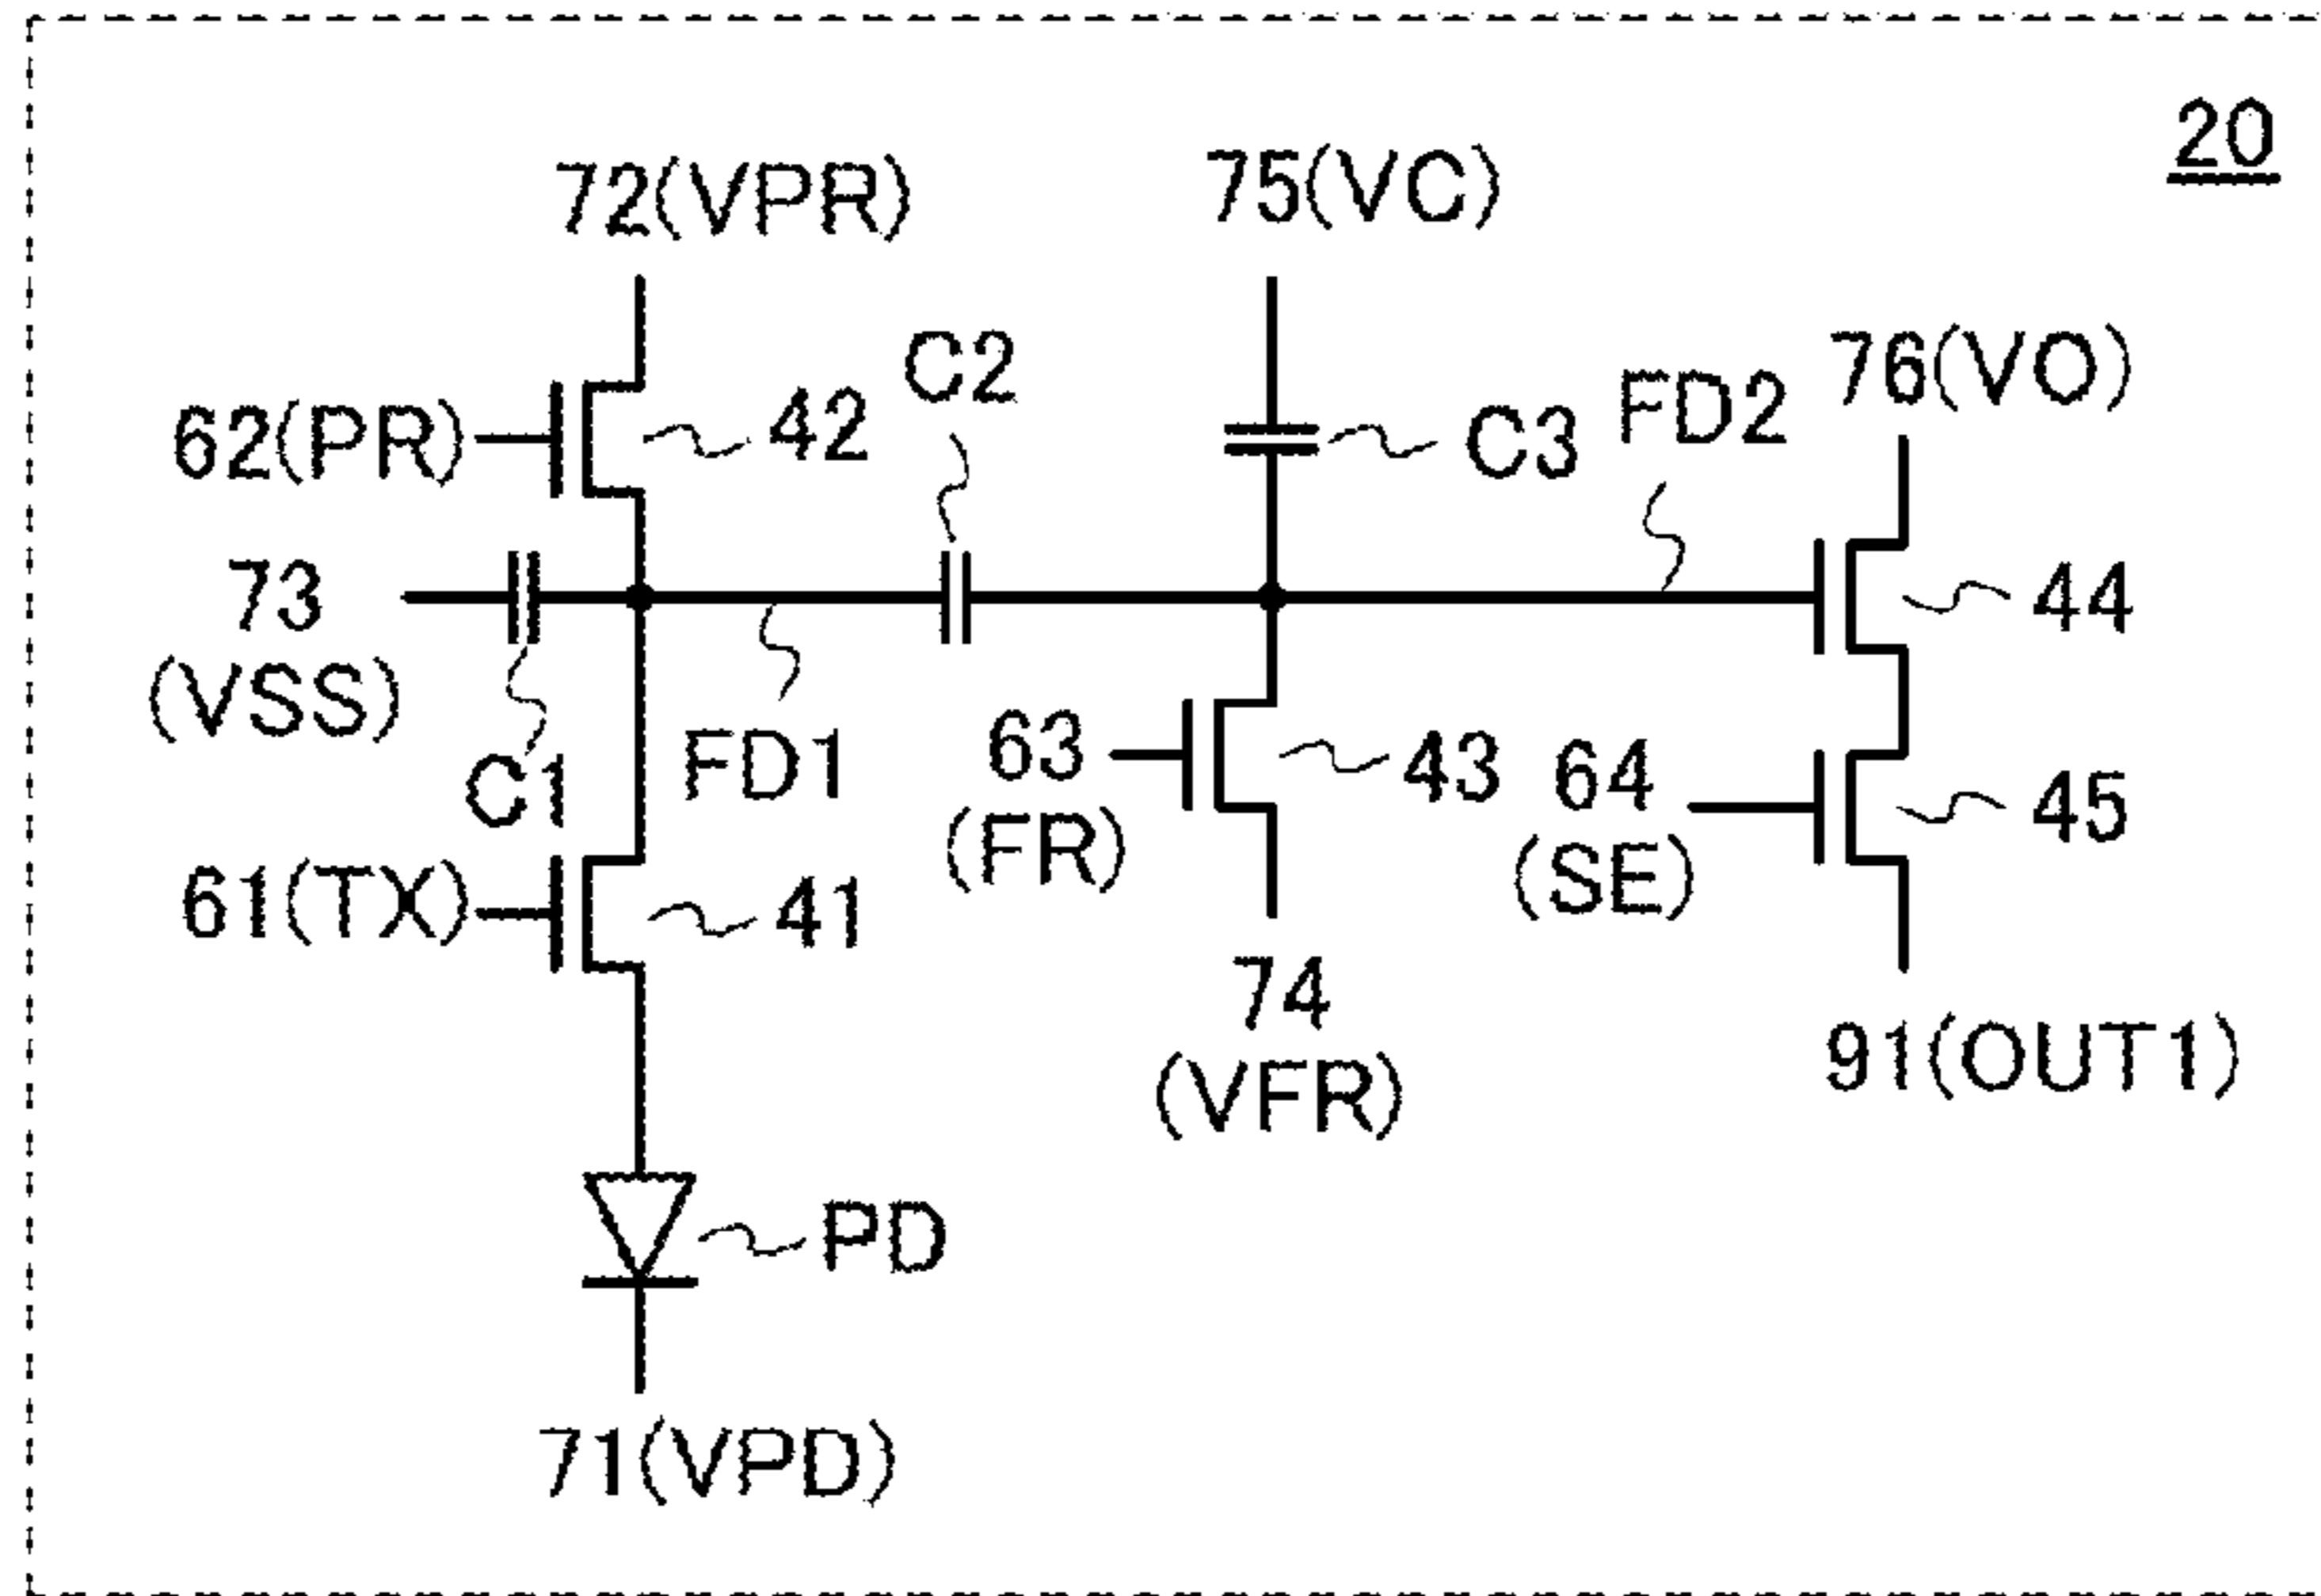 20
72(VPR)
75(VC)
C2
76(VO)
FD2
62(PR)
42
C3
73
(VSS)
44
C1
FD1
63
(FR)
43
64
(SE)
45
61(TX)
41
74
(VFR)
91(OUT1)
PD
71(VPD)